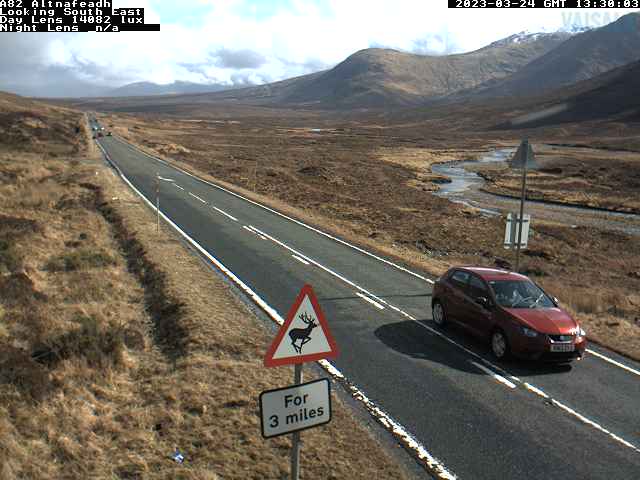 A82 Altnafeadh
Looking South East
Day Lens 14082 lux
Night Lens n/a
2023-03-24 GMT 13:30:03
VAISALA
For
3 miles